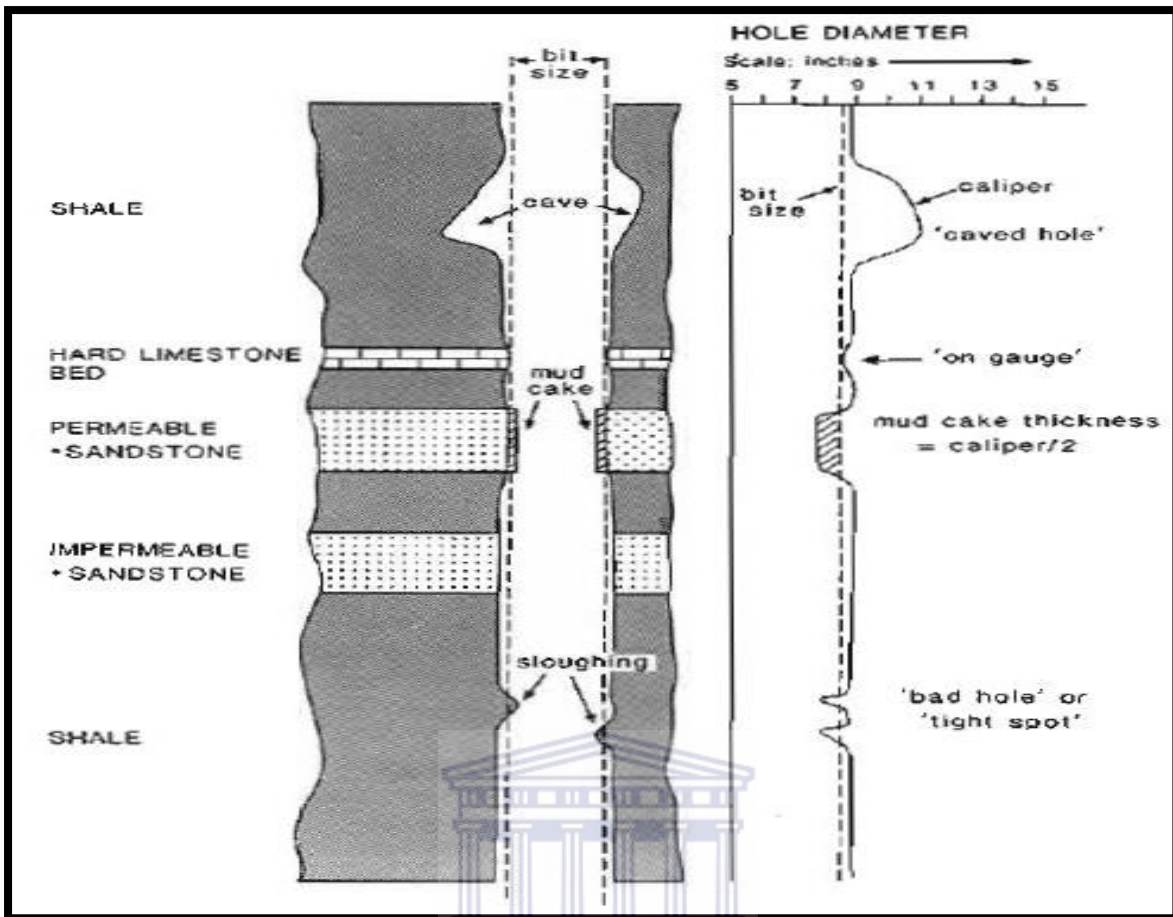 HOLE DIAMETER
Scale: inches
5 7 9 11 13 15
bit
size
SHALE
cave
bit
size
caliper
'caved hole'
HARD LIMESTONE
BED
'on gauge'
mud
cake
PERMEABLE
•SANDSTONE
mud cake thickness
= caliper/2
IMPERMEABLE
•SANDSTONE
sloughing
'bad hole' or
'tight spot'
SHALE